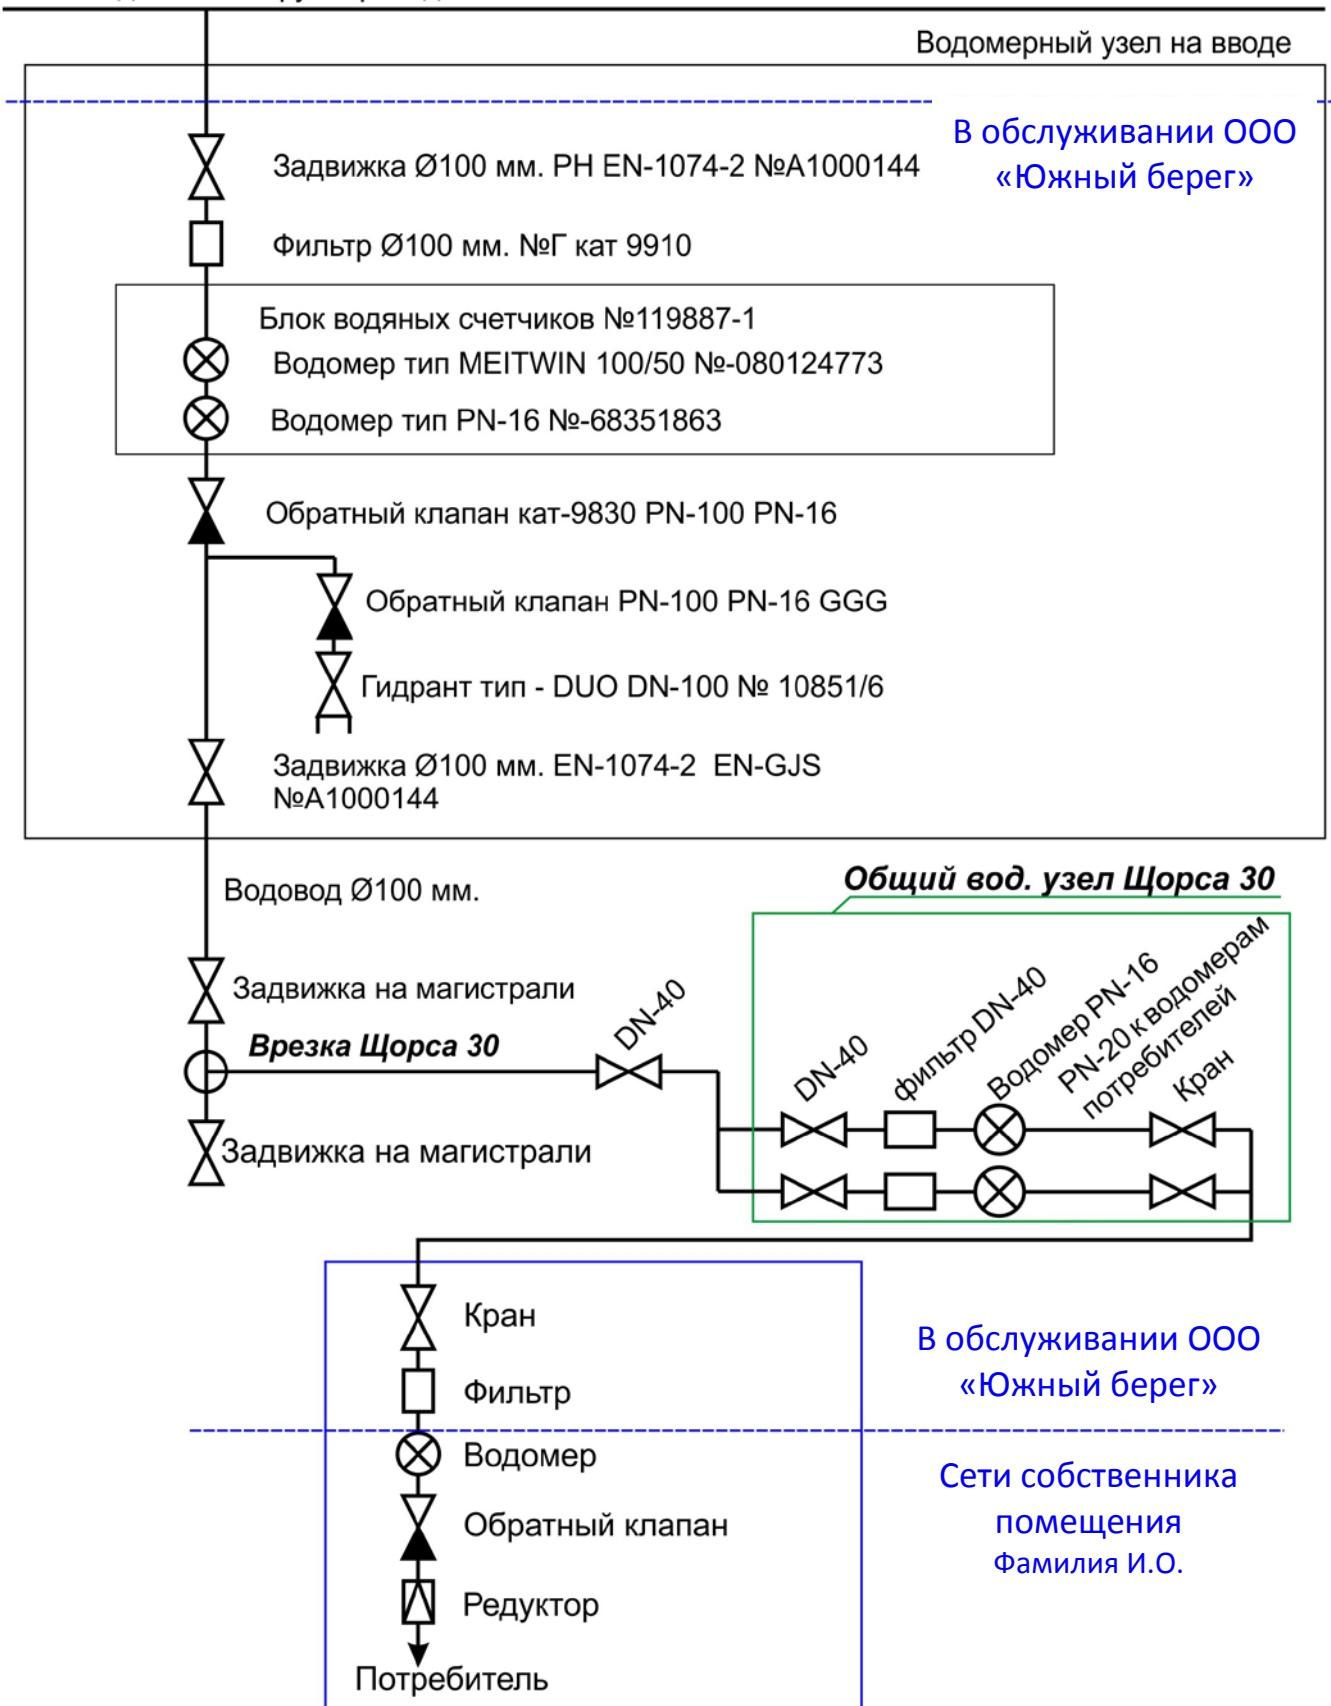 Водомерный узел на вводе
В обслуживании ООО
«Южный берег»
Задвижка Ø100 мм. PH EN-1074-2 №A1000144
Фильтр Ø100 мм. №Г кат 9910
Блок водяных счетчиков №119887-1
Водомер тип MEITWIN 100/50 №-080124773
Водомер тип PN-16 №-68351863
Обратный клапан кат-9830 PN-100 PN-16
Обратный клапан PN-100 PN-16 GGG
Гидрант тип - DUO DN-100 № 10851/6
Задвижка Ø100 мм. EN-1074-2 EN-GJS
№A1000144
Водовод Ø100 мм.
Общий вод. узел Щорса 30
Задвижка на магистрали
Врезка Щорса 30
DN-40
DN-40
фильтр DN-40
Водомер PN-16
PN-20 к водомерам
потребителей
Кран
Задвижка на магистрали
Кран
Фильтр
В обслуживании ООО
«Южный берег»
Водомер
Обратный клапан
Редуктор
Потребитель
Сети собственника
помещения
Фамилия И.О.